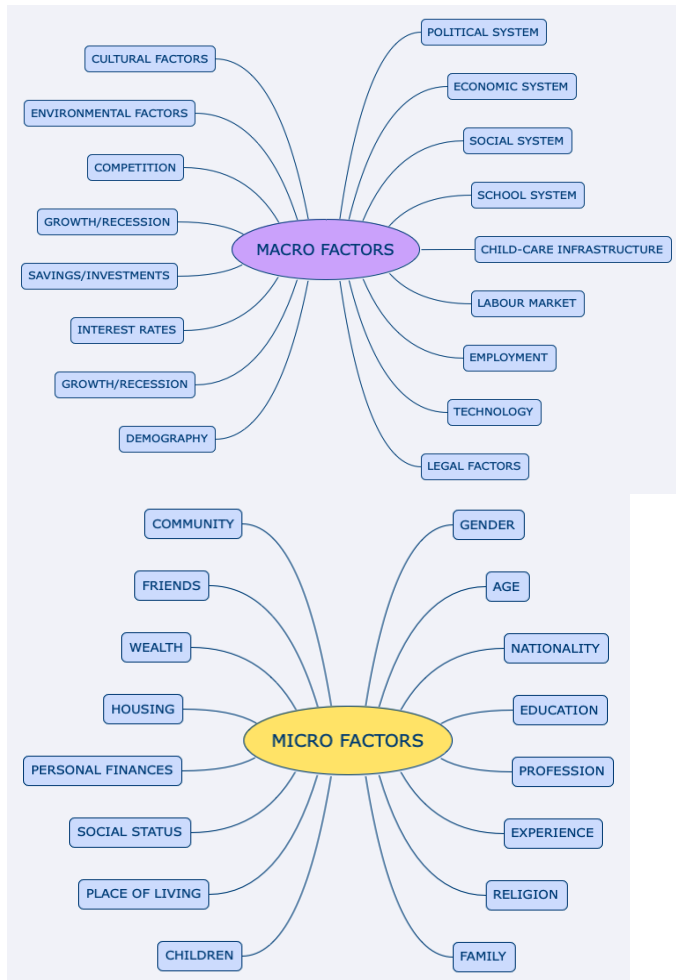 POLITICAL SYSTEM
CULTURAL FACTORS
ECONOMIC SYSTEM
ENVIRONMENTAL FACTORS
SOCIAL SYSTEM
COMPETITION
SCHOOL SYSTEM
GROWTH/RECESSION
MACRO FACTORS
CHILD-CARE INFRASTRUCTURE
SAVINGS/INVESTMENTS
LABOUR MARKET
INTEREST RATES
EMPLOYMENT
GROWTH/RECESSION
TECHNOLOGY
DEMOGRAPHY
LEGAL FACTORS
COMMUNITY
GENDER
FRIENDS
AGE
WEALTH
NATIONALITY
HOUSING
EDUCATION
MICRO FACTORS
PERSONAL FINANCES
PROFESSION
SOCIAL STATUS
EXPERIENCE
PLACE OF LIVING
RELIGION
CHILDREN
FAMILY